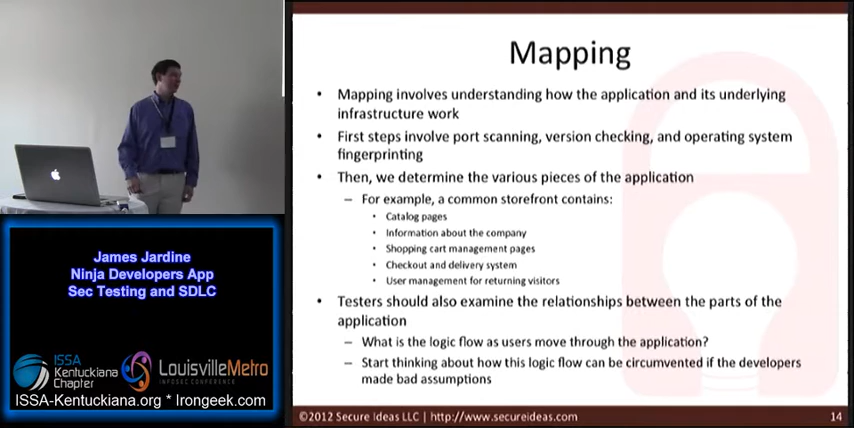 Mapping
• Mapping involves understanding how the application and its underlying
infrastructure work
• First steps involve port scanning, version checking, and operating system
fingerprinting
• Then, we determine the various pieces of the application
– For example, a common storefront contains:
• Catalog pages
• Information about the company
• Shopping cart management pages
• Checkout and delivery system
• User management for returning visitors
• Testers should also examine the relationships between the parts of the
application
– What is the logic flow as users move through the application?
– Start thinking about how this logic flow can be circumvented if the developers
made bad assumptions
©2012 Secure Ideas LLC | http://www.secureideas.com
14
James Jardine
Ninja Developers App
Sec Testing and SDLC
ISSA
Kentuckiana
Chapter
LouisvilleMetro
INFOSEC CONFERENCE
ISSA-Kentuckiana.org * Irongeek.com